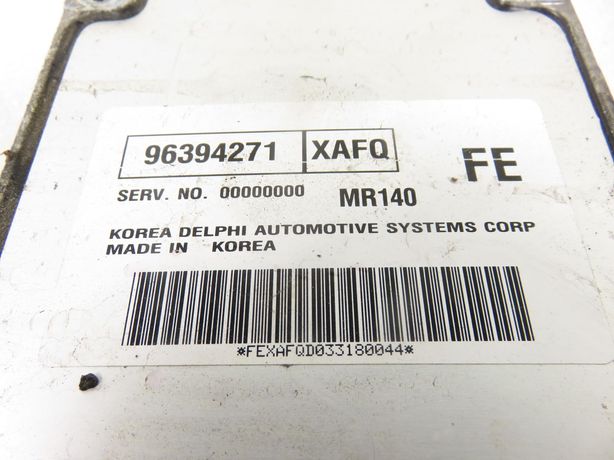 96394271 XAFQ FE
SERV. NO. 00000000 MR140
KOREA DELPHI AUTOMOTIVE SYSTEMS CORP
MADE IN KOREA
*FEXAFQD033180044*